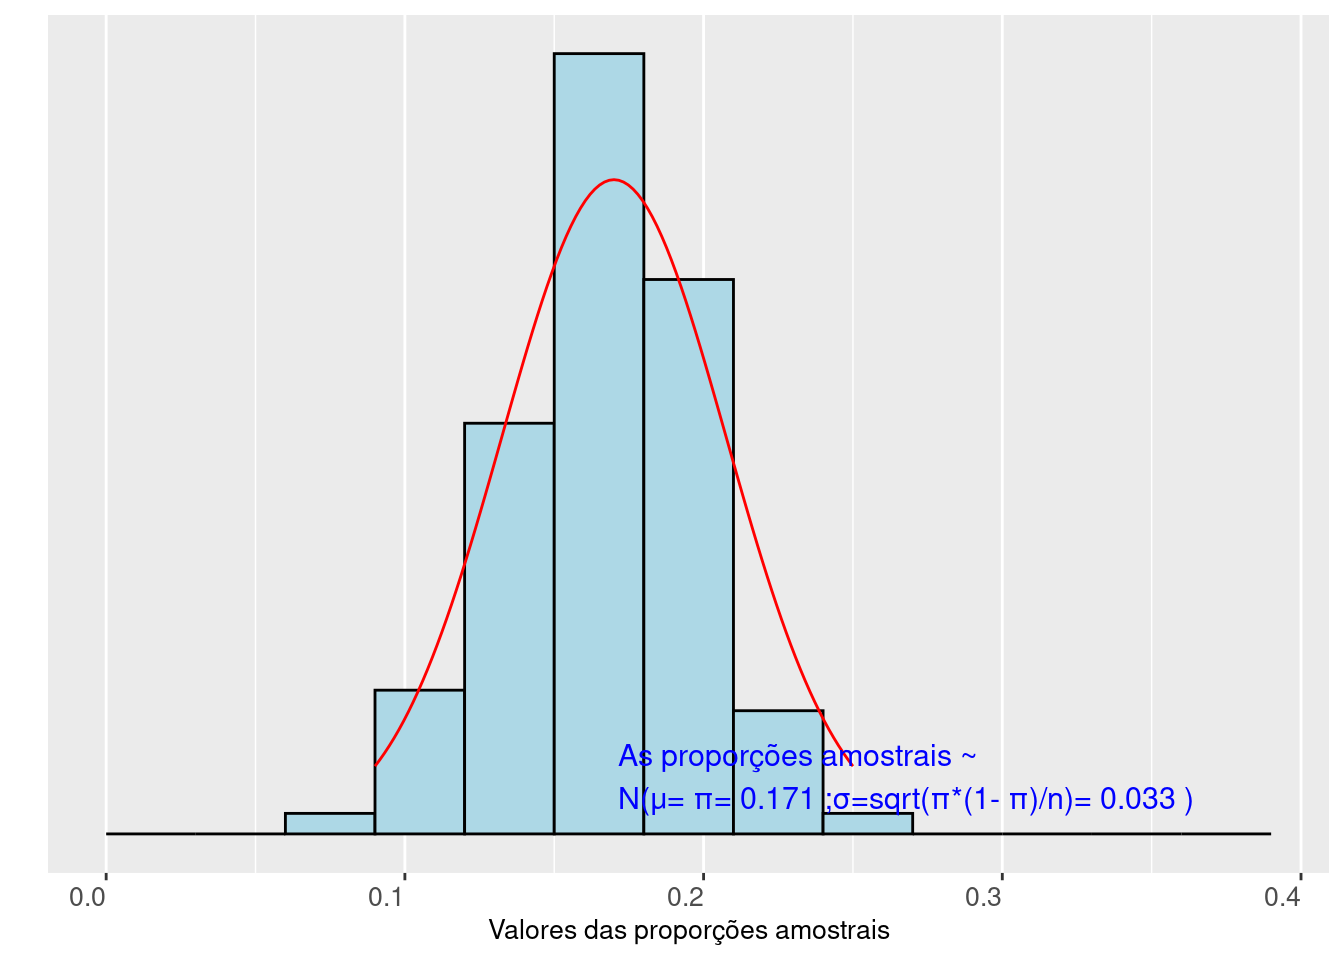 As proporções amostrais ~
N(μ= π= 0.171 ;σ=sqrt(π*(1- π)/n)= 0.033 )
0.0 0.1 0.2 0.3 0.4
Valores das proporções amostrais